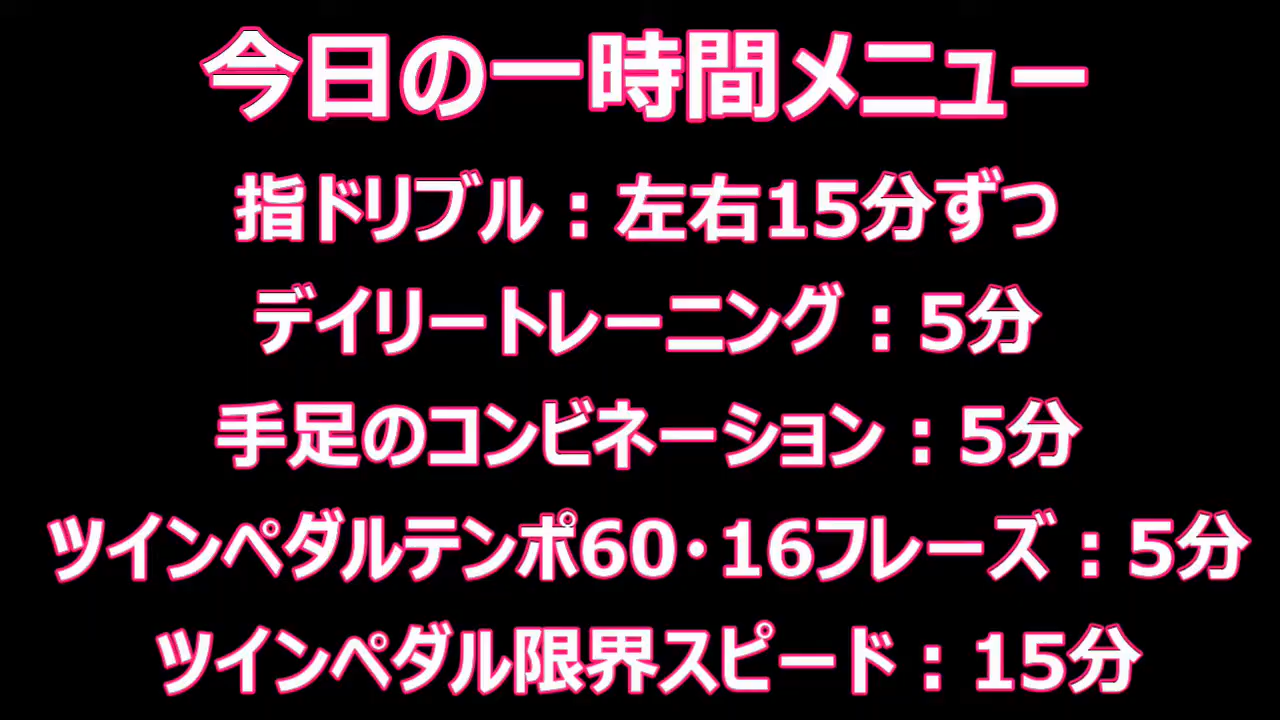 今日の一時間メニュー
指ドリブル：左右15分ずつ
デイリートレーニング：5分
手足のコンビネーション：5分
ツインペダルテンポ60・16フレーズ：5分
ツインペダル限界スピード：15分